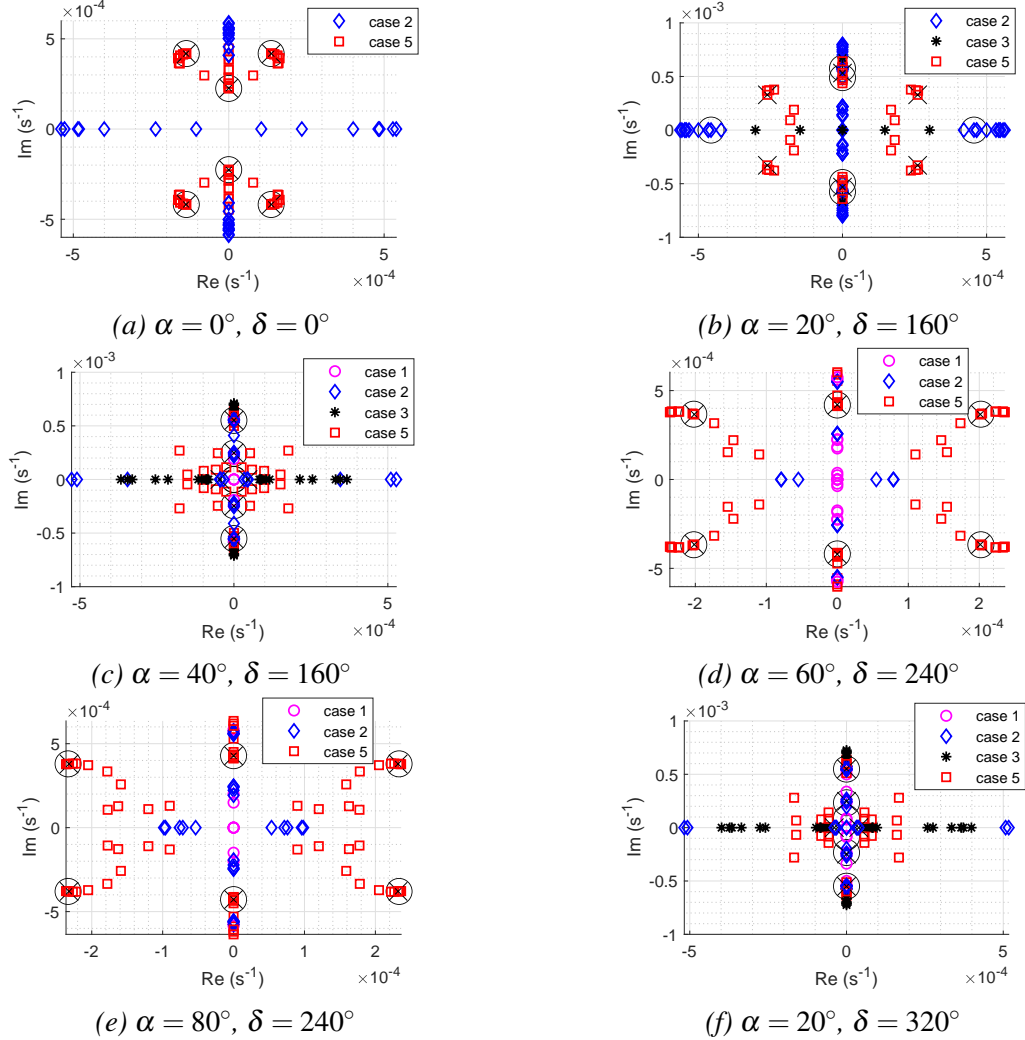 ×10⁻⁴
case 2
case 5
5
0
-5
Im (s⁻¹)
-5 0 5
Re (s⁻¹)
×10⁻⁴
(a) α = 0°, δ = 0°
×10⁻³
case 2
case 3
case 5
1
0.5
0
-0.5
-1
Im (s⁻¹)
-5 0 5
Re (s⁻¹)
×10⁻⁴
(b) α = 20°, δ = 160°
×10⁻³
case 1
case 2
case 3
case 5
1
0.5
0
-0.5
-1
Im (s⁻¹)
-5 0 5
Re (s⁻¹)
×10⁻⁴
(c) α = 40°, δ = 160°
×10⁻⁴
case 1
case 2
case 5
5
0
-5
Im (s⁻¹)
-2 -1 0 1 2
Re (s⁻¹)
×10⁻⁴
(d) α = 60°, δ = 240°
×10⁻⁴
case 1
case 2
case 5
5
0
-5
Im (s⁻¹)
-2 -1 0 1 2
Re (s⁻¹)
×10⁻⁴
(e) α = 80°, δ = 240°
×10⁻³
case 1
case 2
case 3
case 5
1
0.5
0
-0.5
-1
Im (s⁻¹)
-5 0 5
Re (s⁻¹)
×10⁻⁴
(f) α = 20°, δ = 320°